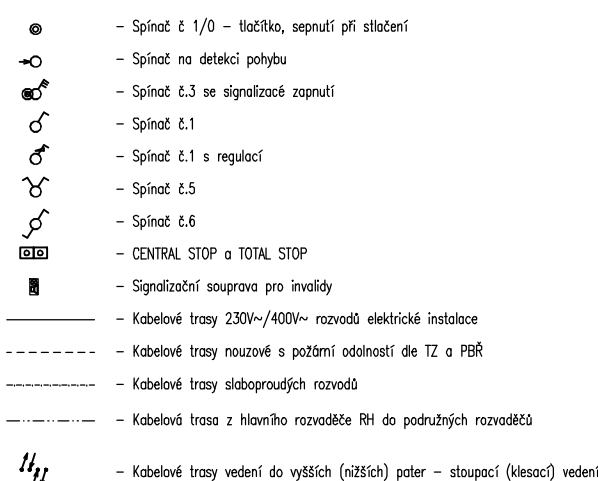 – Spínač č 1/0 – tlačítko, sepnutí při stlačení
– Spínač na detekci pohybu
– Spínač č.3 se signalizacé zapnutí
– Spínač č.1
– Spínač č.1 s regulací
– Spínač č.5
– Spínač č.6
– CENTRAL STOP a TOTAL STOP
– Signalizační souprava pro invalidy
– Kabelové trasy 230V~/400V~ rozvodů elektrické instalace
– Kabelové trasy nouzové s požární odolností dle TZ a PBŘ
– Kabelové trasy slaboproudých rozvodů
– Kabelová trasa z hlavního rozvaděče RH do podružných rozvaděčů
– Kabelové trasy vedení do vyšších (nižších) pater – stoupací (klesací) vedení